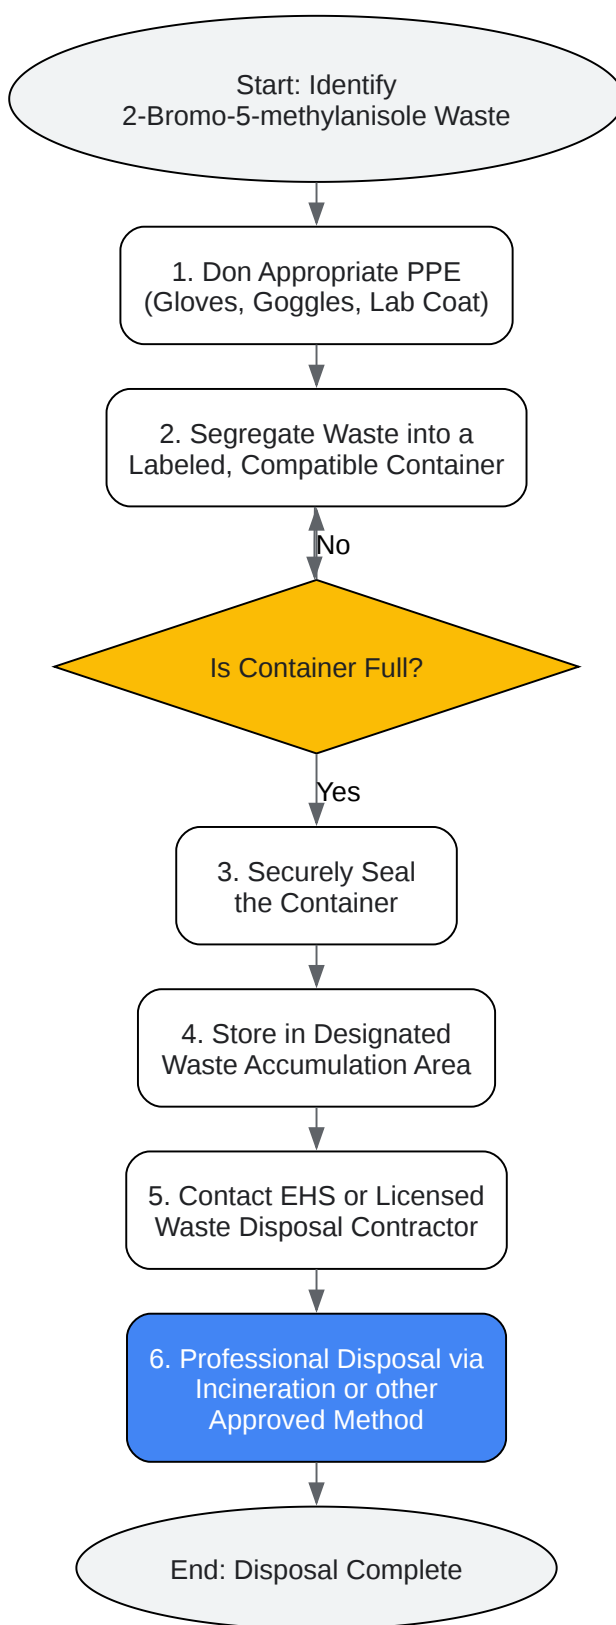 Start: Identify
2-Bromo-5-methylanisole Waste
1. Don Appropriate PPE
(Gloves, Goggles, Lab Coat)
2. Segregate Waste into a
Labeled, Compatible Container
No
Is Container Full?
Yes
3. Securely Seal
the Container
4. Store in Designated
Waste Accumulation Area
5. Contact EHS or Licensed
Waste Disposal Contractor
6. Professional Disposal via
Incineration or other
Approved Method
End: Disposal Complete